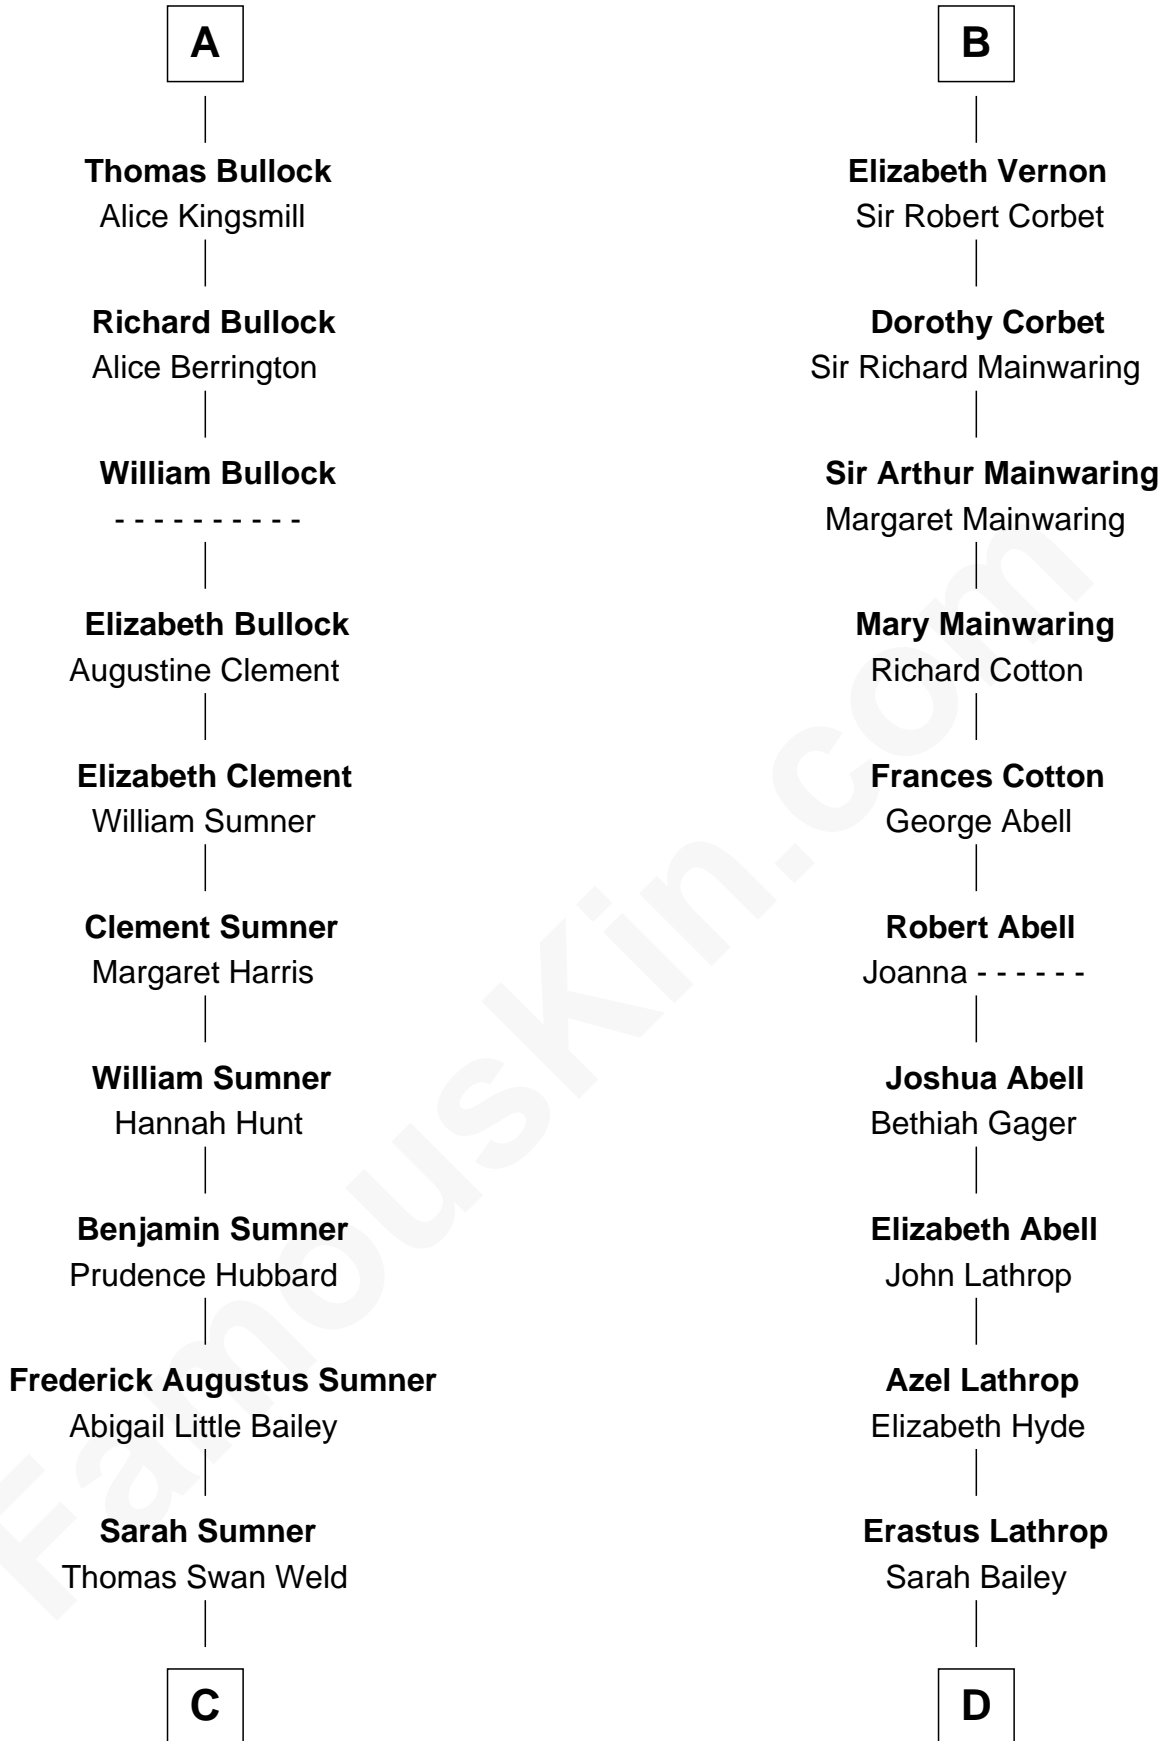 A
Thomas Bullock
Alice Kingsmill
Richard Bullock
Alice Berrington
William Bullock
- - - - - - - - - -
Elizabeth Bullock
Augustine Clement
Elizabeth Clement
William Sumner
Clement Sumner
Margaret Harris
William Sumner
Hannah Hunt
Benjamin Sumner
Prudence Hubbard
Frederick Augustus Sumner
Abigail Little Bailey
Sarah Sumner
Thomas Swan Weld
C
B
Elizabeth Vernon
Sir Robert Corbet
Dorothy Corbet
Sir Richard Mainwaring
Sir Arthur Mainwaring
Margaret Mainwaring
Mary Mainwaring
Richard Cotton
Frances Cotton
George Abell
Robert Abell
Joanna - - - - - -
Joshua Abell
Bethiah Gager
Elizabeth Abell
John Lathrop
Azel Lathrop
Elizabeth Hyde
Erastus Lathrop
Sarah Bailey
D
FamousKin.com